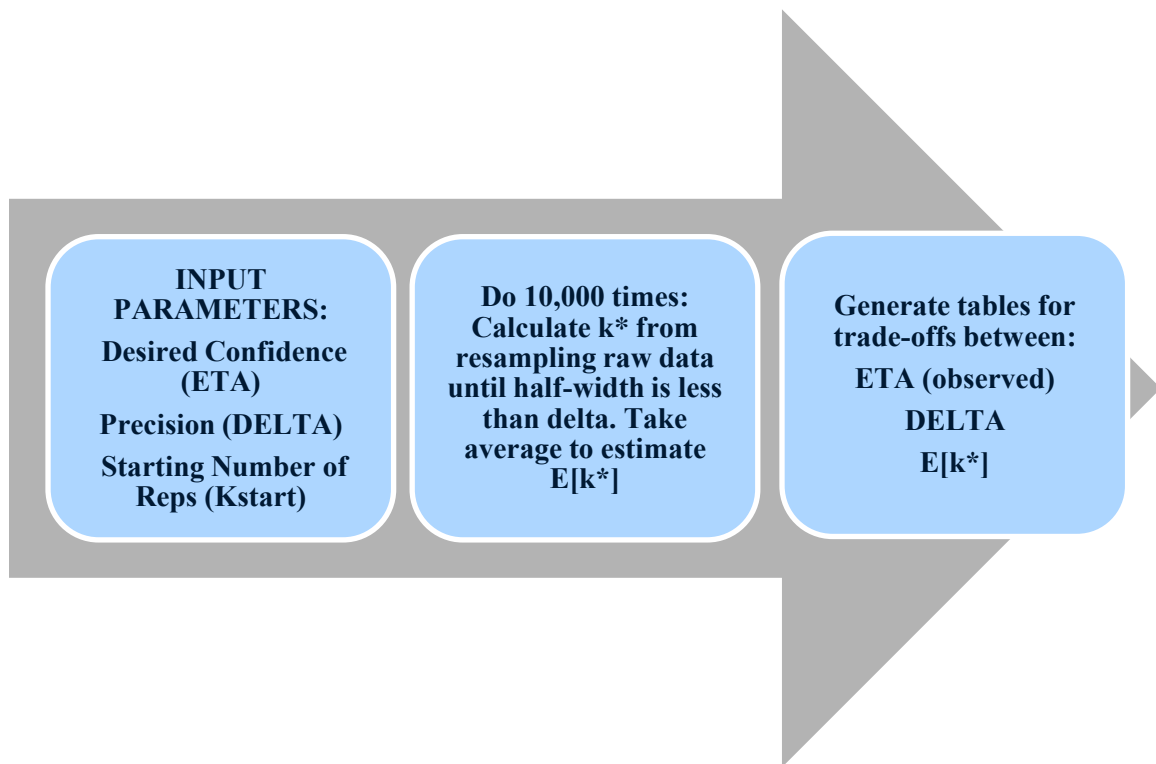 INPUT
PARAMETERS:
Desired Confidence
(ETA)
Precision (DELTA)
Starting Number of
Reps (Kstart)
Do 10,000 times:
Calculate k* from
resampling raw data
until half-width is less
than delta. Take
average to estimate
E[k*]
Generate tables for
trade-offs between:
ETA (observed)
DELTA
E[k*]